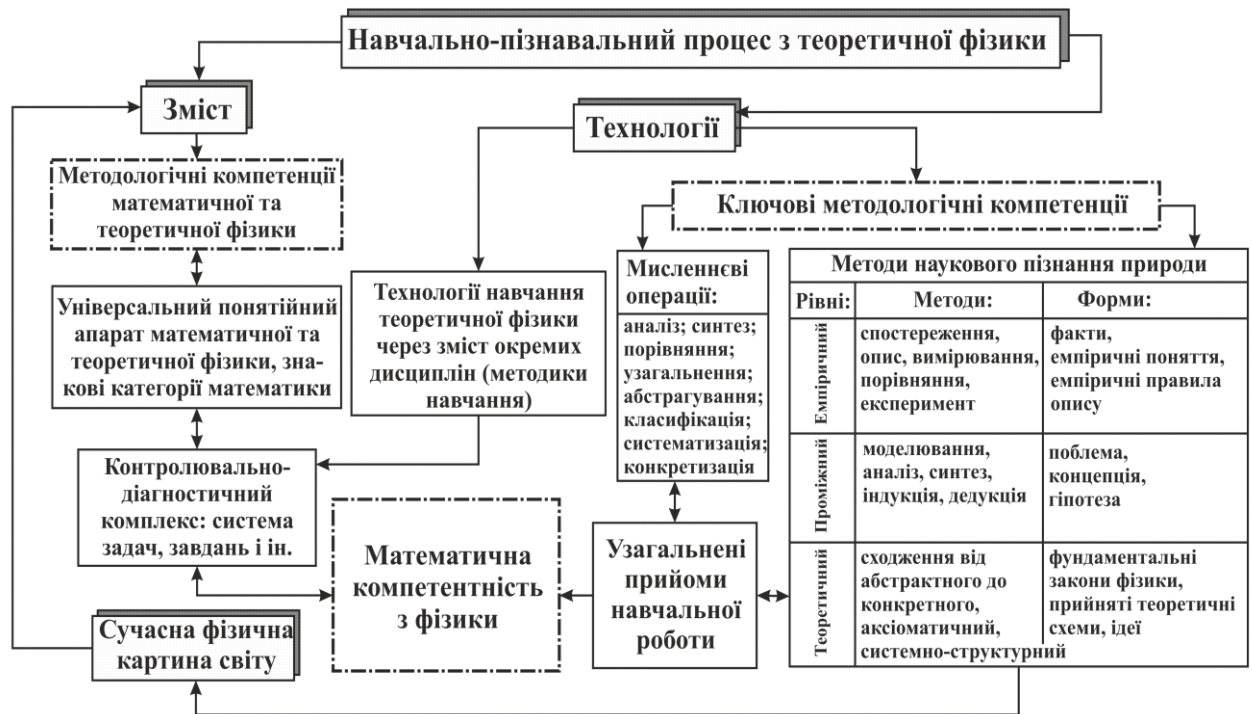 Навчально-пізнавальний процес з теоретичної фізики
Зміст
Технології
Методологічні компетенції
математичної та
теоретичної фізики
Ключові методологічні компетенції
Універсальний понятійний
апарат математичної та
теоретичної фізики, зна-
кові категорії математики
Технології навчання
теоретичної фізики
через зміст окремих
дисциплін (методики
навчання)
Мисленнєві
операції:
аналіз; синтез;
порівняння;
узагальнення;
абстрагування;
класифікація;
систематизація;
конкретизація
Методи наукового пізнання природи
Рівні:
Методи:
Форми:
Емпіричний
спостереження,
опис, вимірювання,
порівняння,
експеримент
факти,
емпіричні поняття,
емпіричні правила
опису
Проміжний
моделювання,
аналіз, синтез,
індукція, дедукція
поблема,
концепція,
гіпотеза
Теоретичний
сходження від
абстрактного до
конкретного,
аксіоматичний,
системно-структурний
фундаментальні
закони фізики,
прийняті теоретичні
схеми, ідеї
Контролювально-
діагностичний
комплекс: система
задач, завдань і ін.
Математична
компетентність
з фізики
Узагальнені
прийоми
навчальної
роботи
Сучасна фізична
картина світу